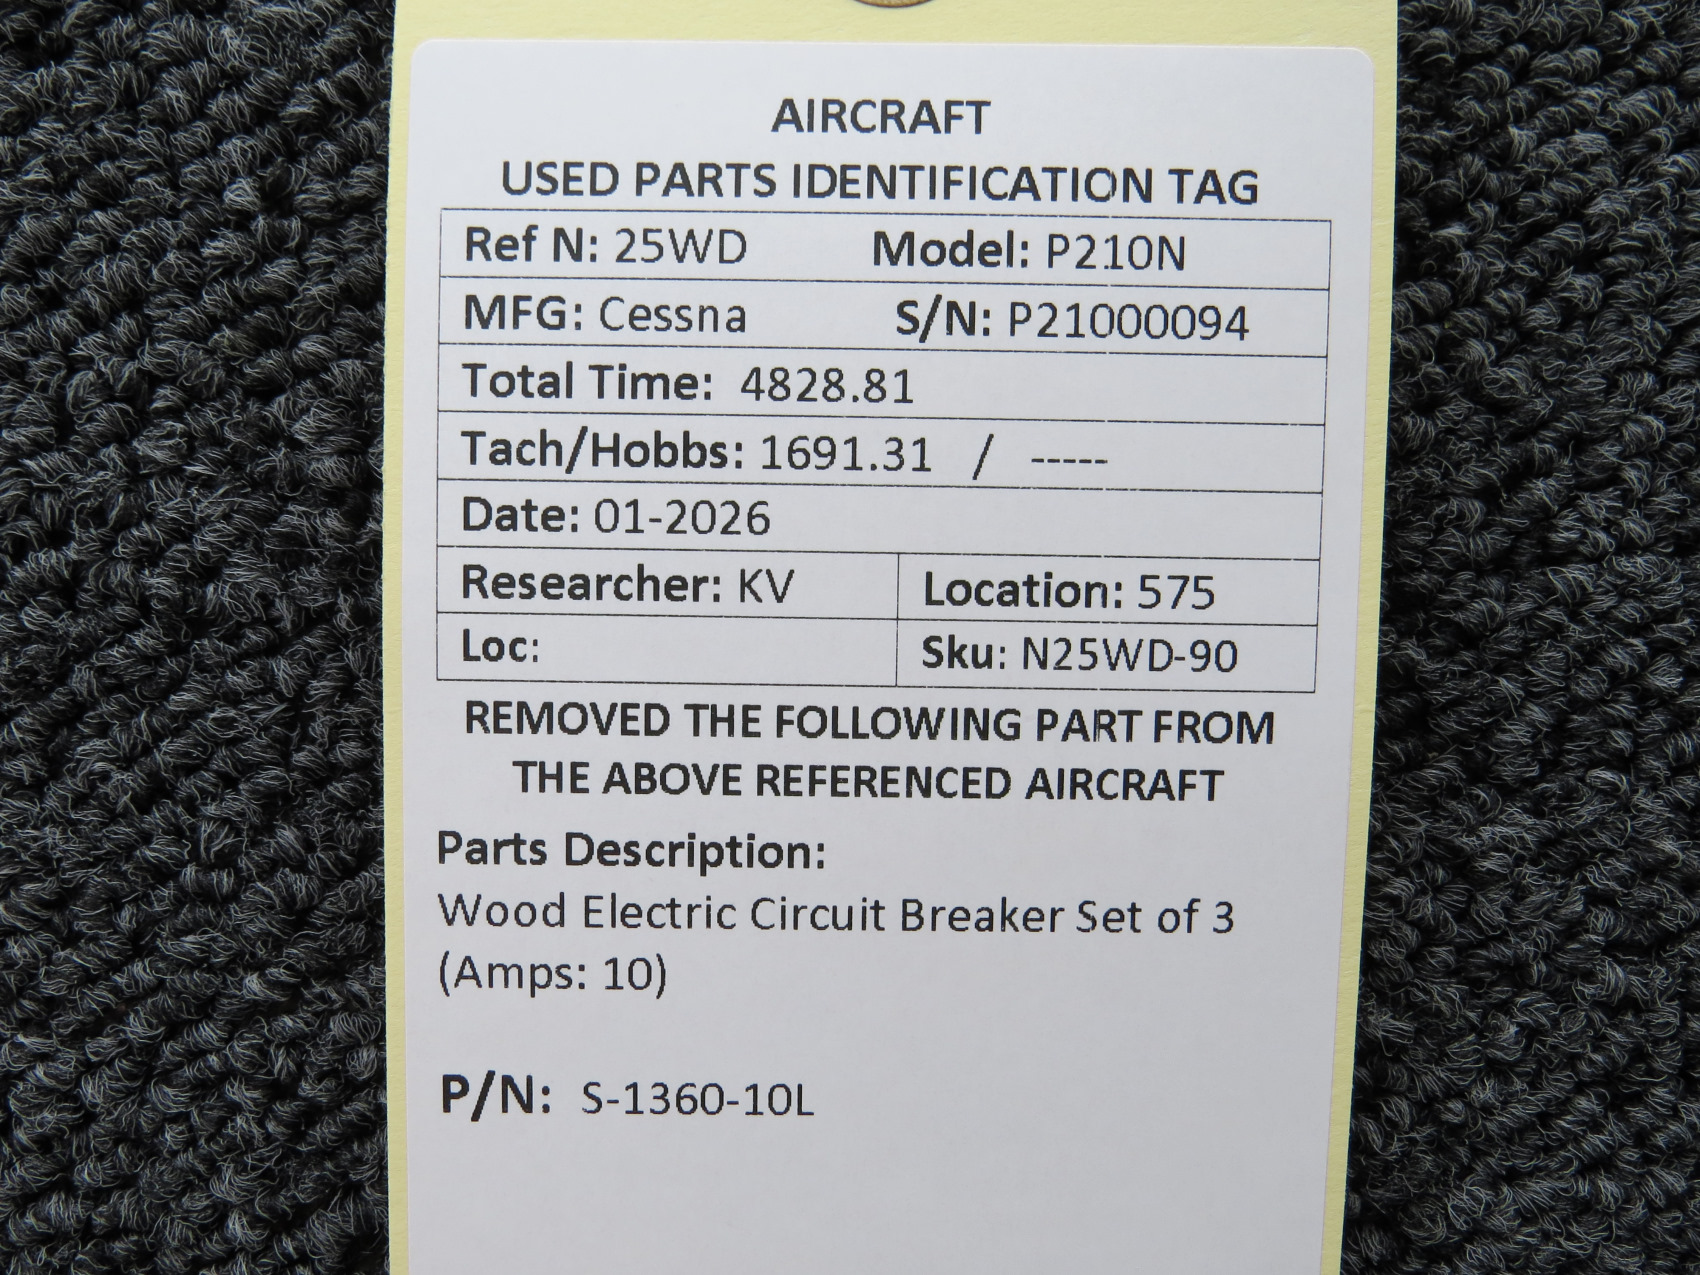 AIRCRAFT
USED PARTS IDENTIFICATION TAG
Ref N: 25WD Model: P210N
MFG: Cessna S/N: P21000094
Total Time: 4828.81
Tach/Hobbs: 1691.31 / -----
Date: 01-2026
Researcher: KV Location: 575
Loc: Sku: N25WD-90
REMOVED THE FOLLOWING PART FROM
THE ABOVE REFERENCED AIRCRAFT
Parts Description:
Wood Electric Circuit Breaker Set of 3
(Amps: 10)
P/N: S-1360-10L